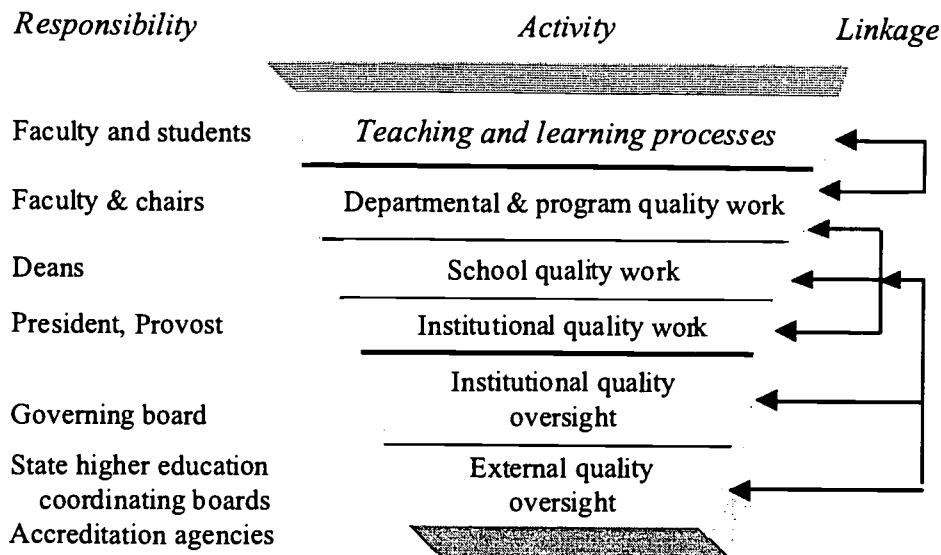 Responsibility Activity Linkage
Faculty and students Teaching and learning processes
Faculty & chairs Departmental & program quality work
Deans School quality work
President, Provost Institutional quality work
Institutional quality
Governing board oversight
State higher education External quality
coordinating boards oversight
Accreditation agencies